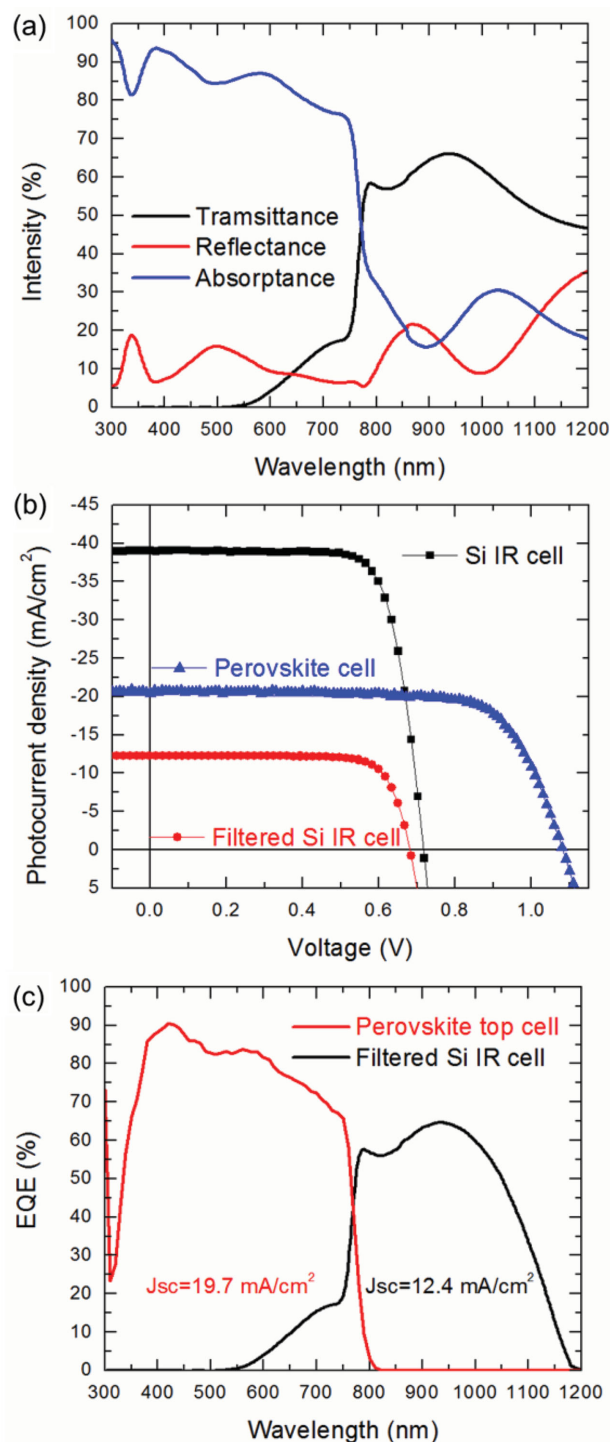 (a)
100
90
80
70
60
50
40
30
20
10
0
Intensity (%)
Tramsittance
Reflectance
Absorptance
300 400 500 600 700 800 900 1000 1100 1200
Wavelength (nm)
(b)
-45
-40
-35
-30
-25
-20
-15
-10
-5
0
5
Photocurrent density (mA/cm²)
Si IR cell
Perovskite cell
Filtered Si IR cell
0.0 0.2 0.4 0.6 0.8 1.0
Voltage (V)
(c)
100
90
80
70
60
50
40
30
20
10
0
EQE (%)
Perovskite top cell
Filtered Si IR cell
Jsc=19.7 mA/cm² Jsc=12.4 mA/cm²
300 400 500 600 700 800 900 1000 1100 1200
Wavelength (nm)